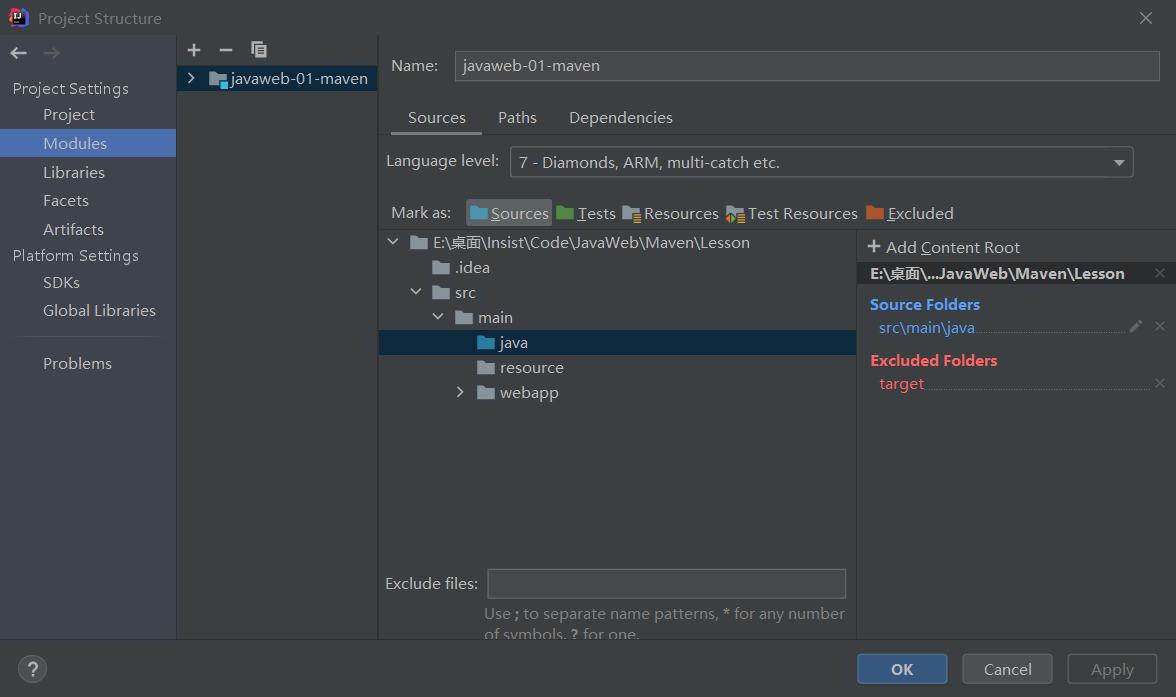 Project Structure
Project Settings
Project
Modules
Libraries
Facets
Artifacts
Platform Settings
SDKs
Global Libraries
Problems
javaweb-01-maven
Name: javaweb-01-maven
Sources Paths Dependencies
Language level: 7 - Diamonds, ARM, multi-catch etc.
Mark as: Sources Tests Resources Test Resources Excluded
E:\桌面\Insist\Code\JavaWeb\Maven\Lesson
.idea
src
main
java
resource
webapp
Exclude files:
Use ; to separate name patterns, * for any number
of symbols, ? for one.
+ Add Content Root
E:\桌面\...JavaWeb\Maven\Lesson
Source Folders
src\main\java
Excluded Folders
target
?
OK Cancel Apply